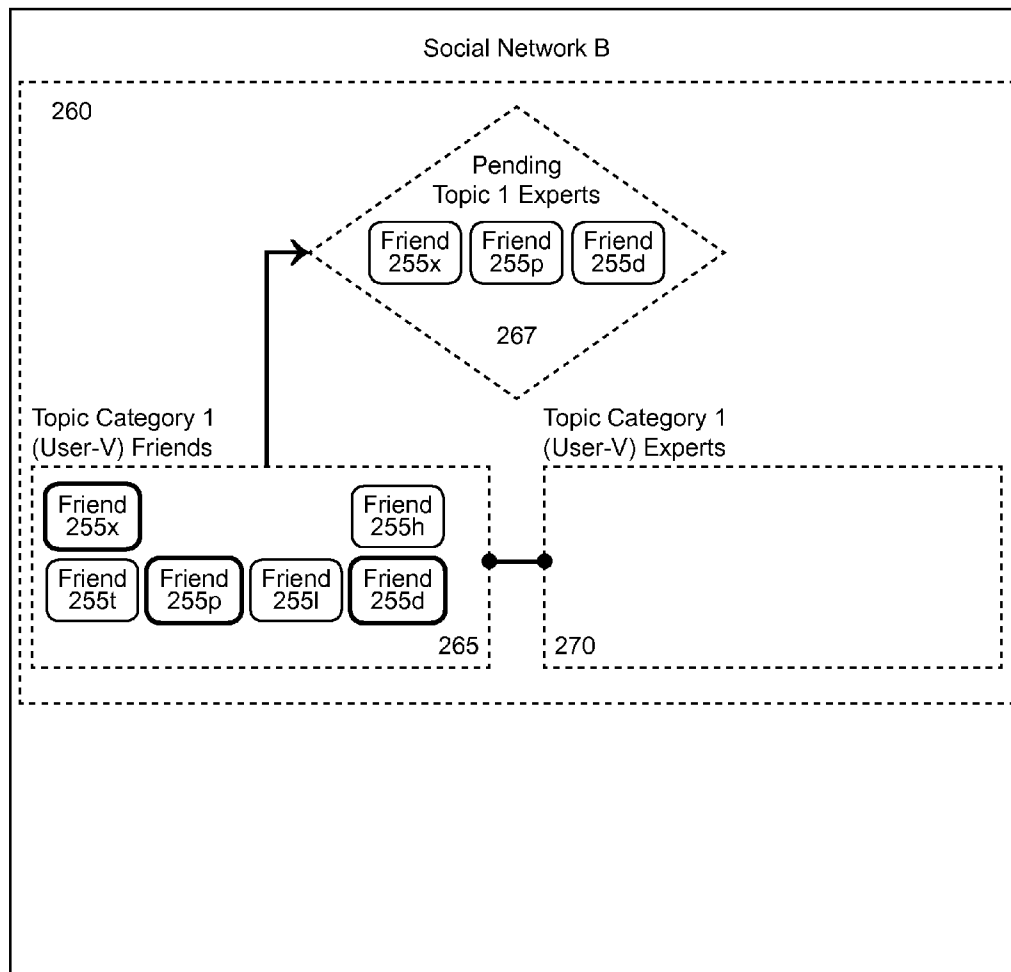 Social Network B
260
Pending
Topic 1 Experts
Friend
255x
Friend
255p
Friend
255d
267
Topic Category 1
(User-V) Friends
Friend
255x
Friend
255h
Friend
255t
Friend
255p
Friend
255l
Friend
255d
265
Topic Category 1
(User-V) Experts
270